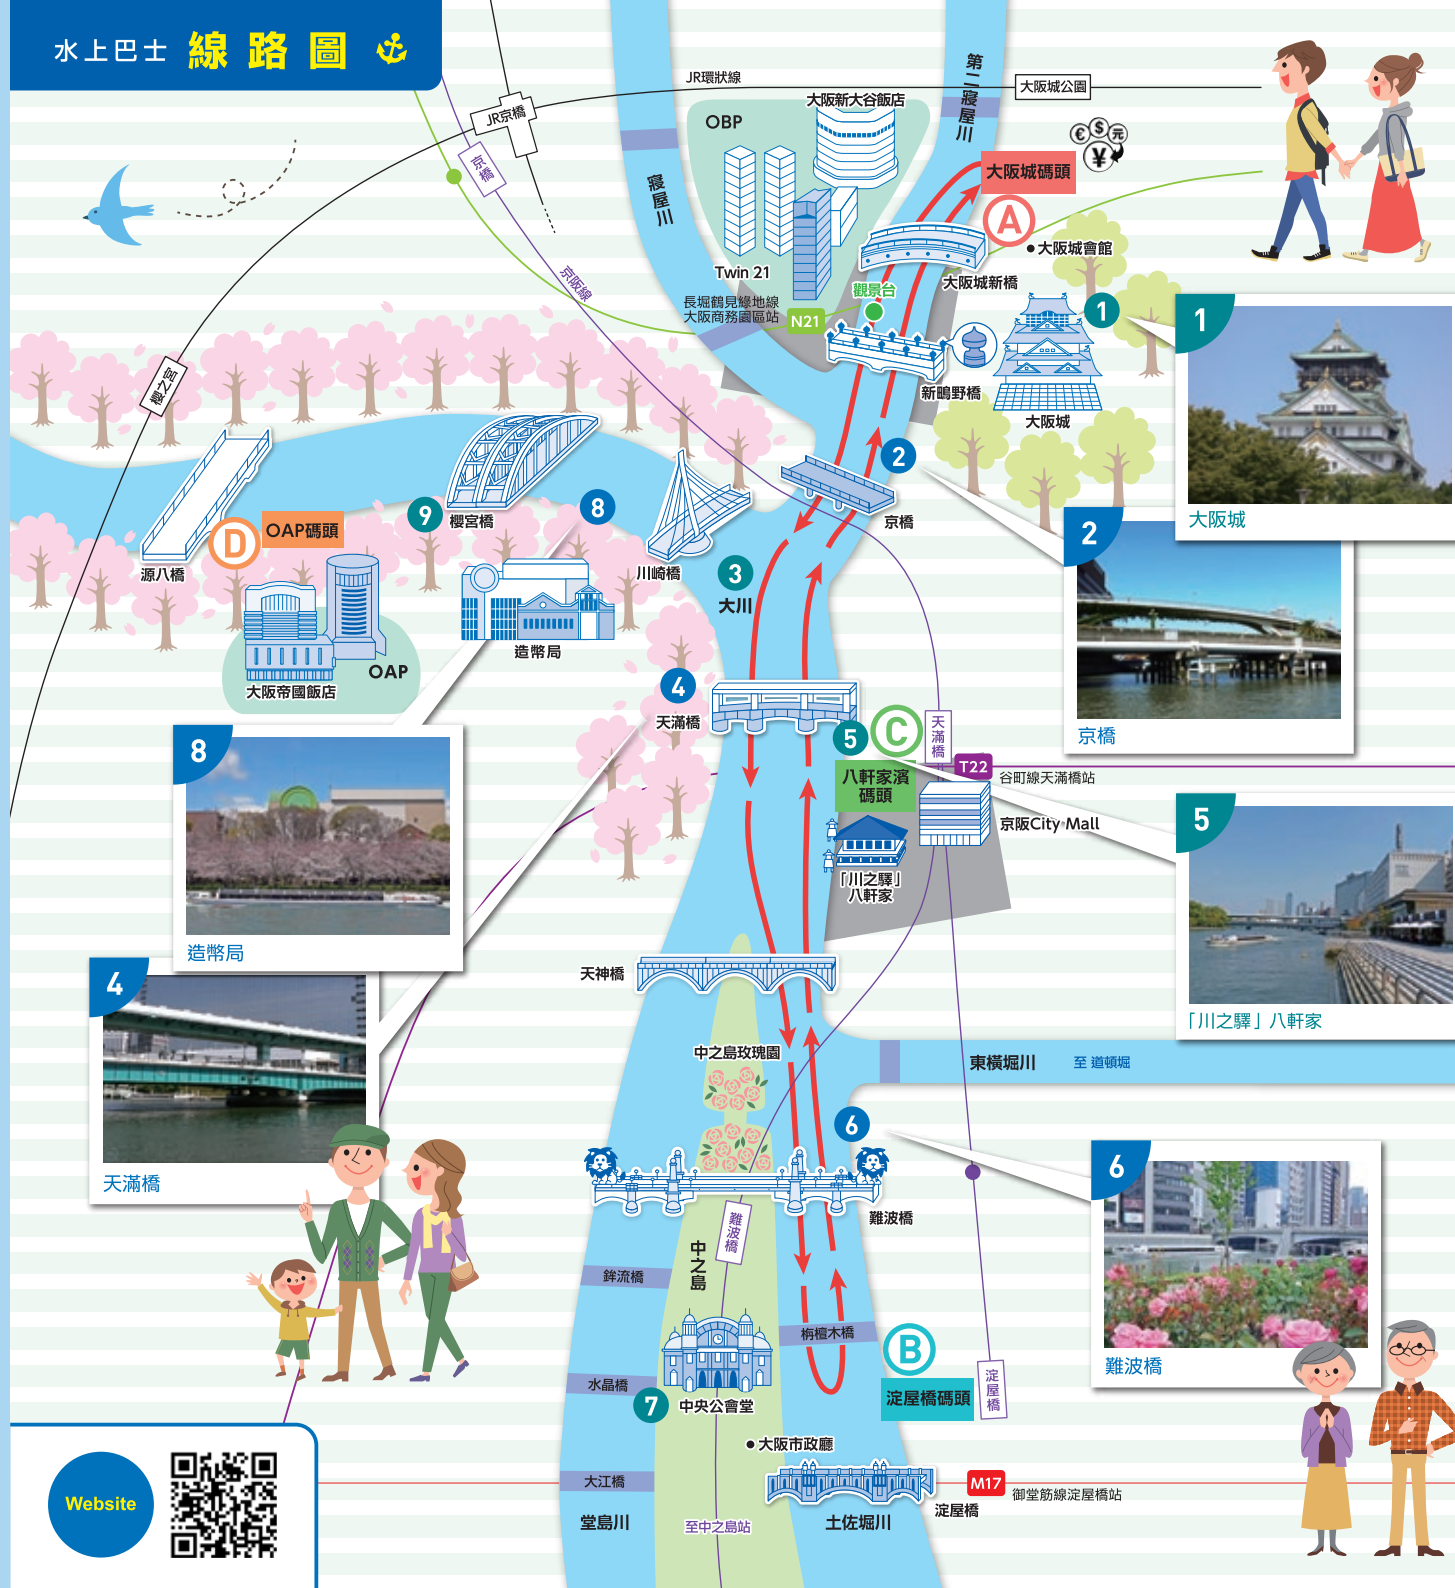 水上巴士 線路圖
JR環狀線
大阪城公園
第二寢屋川
JR京橋
京橋
OBP
大阪新大谷飯店
€ $ 元
¥
大阪城碼頭
A
寢屋川
大阪城會館
Twin 21
京阪線
大阪城新橋
觀景台
長堀鶴見綠地線
大阪商務園區站
N21
1
1
大阪城
新鴫野橋
大阪城
櫻之宮
2
京橋
2
京橋
9
櫻宮橋
8
D
OAP碼頭
源八橋
川崎橋
3
大川
造幣局
OAP
大阪帝國飯店
4
天滿橋
5
C
天滿橋
T22
谷町線天滿橋站
八軒家濱
碼頭
京阪City Mall
「川之驛」
八軒家
8
造幣局
5
「川之驛」八軒家
4
天滿橋
天神橋
中之島玫瑰園
東橫堀川
至 道頓堀
6
難波橋
6
難波橋
難波橋
中之島
鉾流橋
栴檀木橋
B
淀屋橋碼頭
淀屋橋
水晶橋
7
中央公會堂
大阪市政廳
大江橋
M17
御堂筋線淀屋橋站
淀屋橋
堂島川
至中之島站
土佐堀川
Website